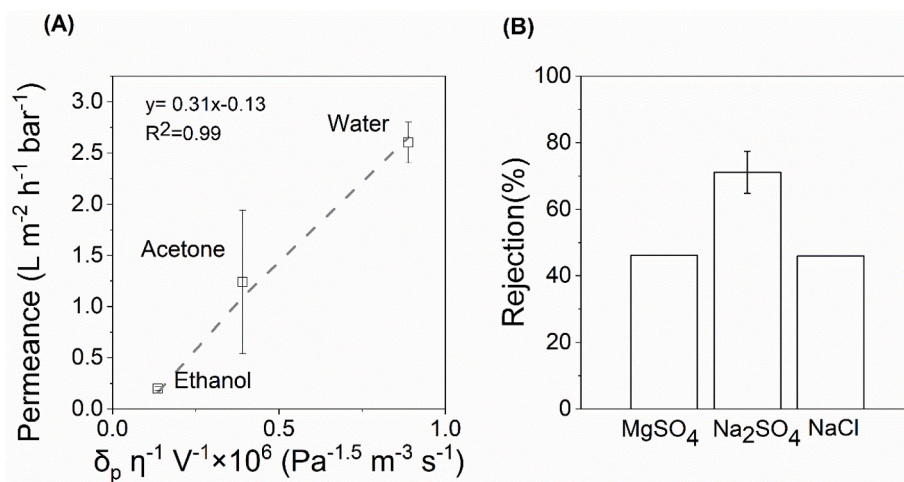 (A)
y= 0.31x-0.13
R²=0.99
Water
Acetone
Ethanol
3.0
2.5
2.0
1.5
1.0
0.5
0.0
0.0 0.5 1.0
Permeance (L m⁻² h⁻¹ bar⁻¹)
δₚ η⁻¹ V⁻¹×10⁶ (Pa⁻¹·⁵ m⁻³ s⁻¹)
(B)
100
80
60
40
20
0
Rejection(%)
MgSO₄ Na₂SO₄ NaCl